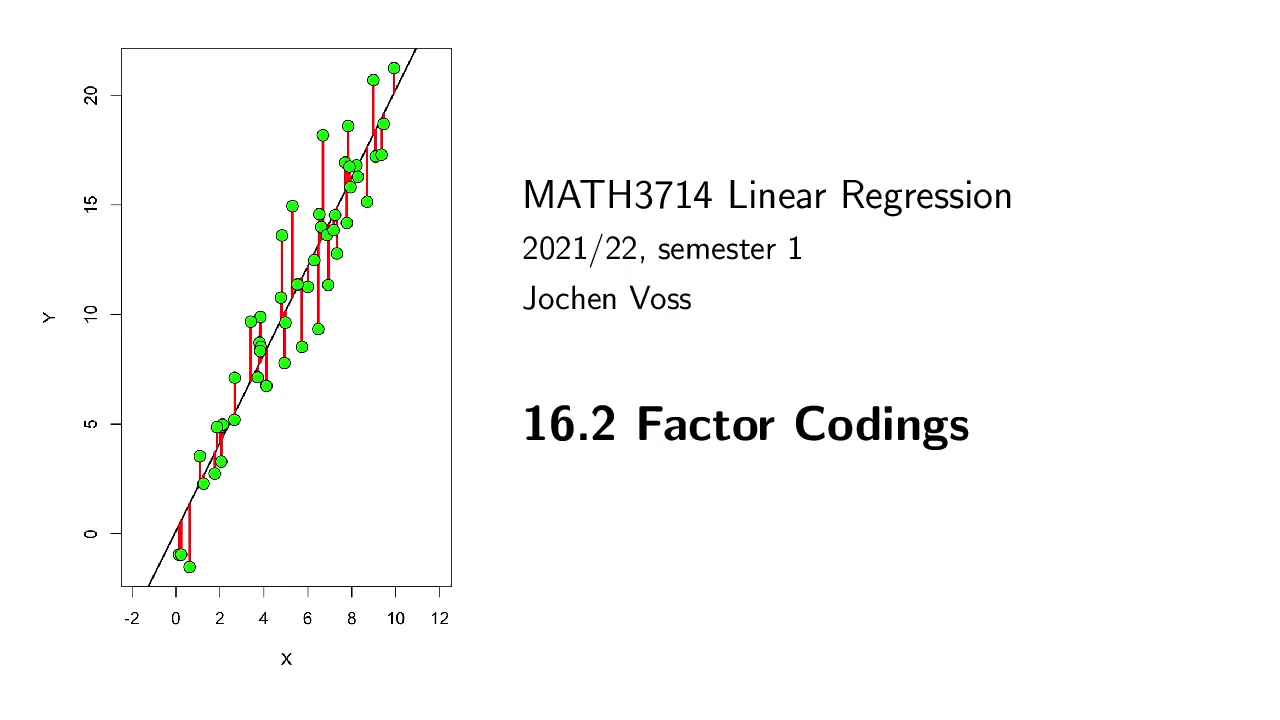 MATH3714 Linear Regression
2021/22, semester 1
Jochen Voss
16.2 Factor Codings
20
15
10
5
0
Y
-2 0 2 4 6 8 10 12
X